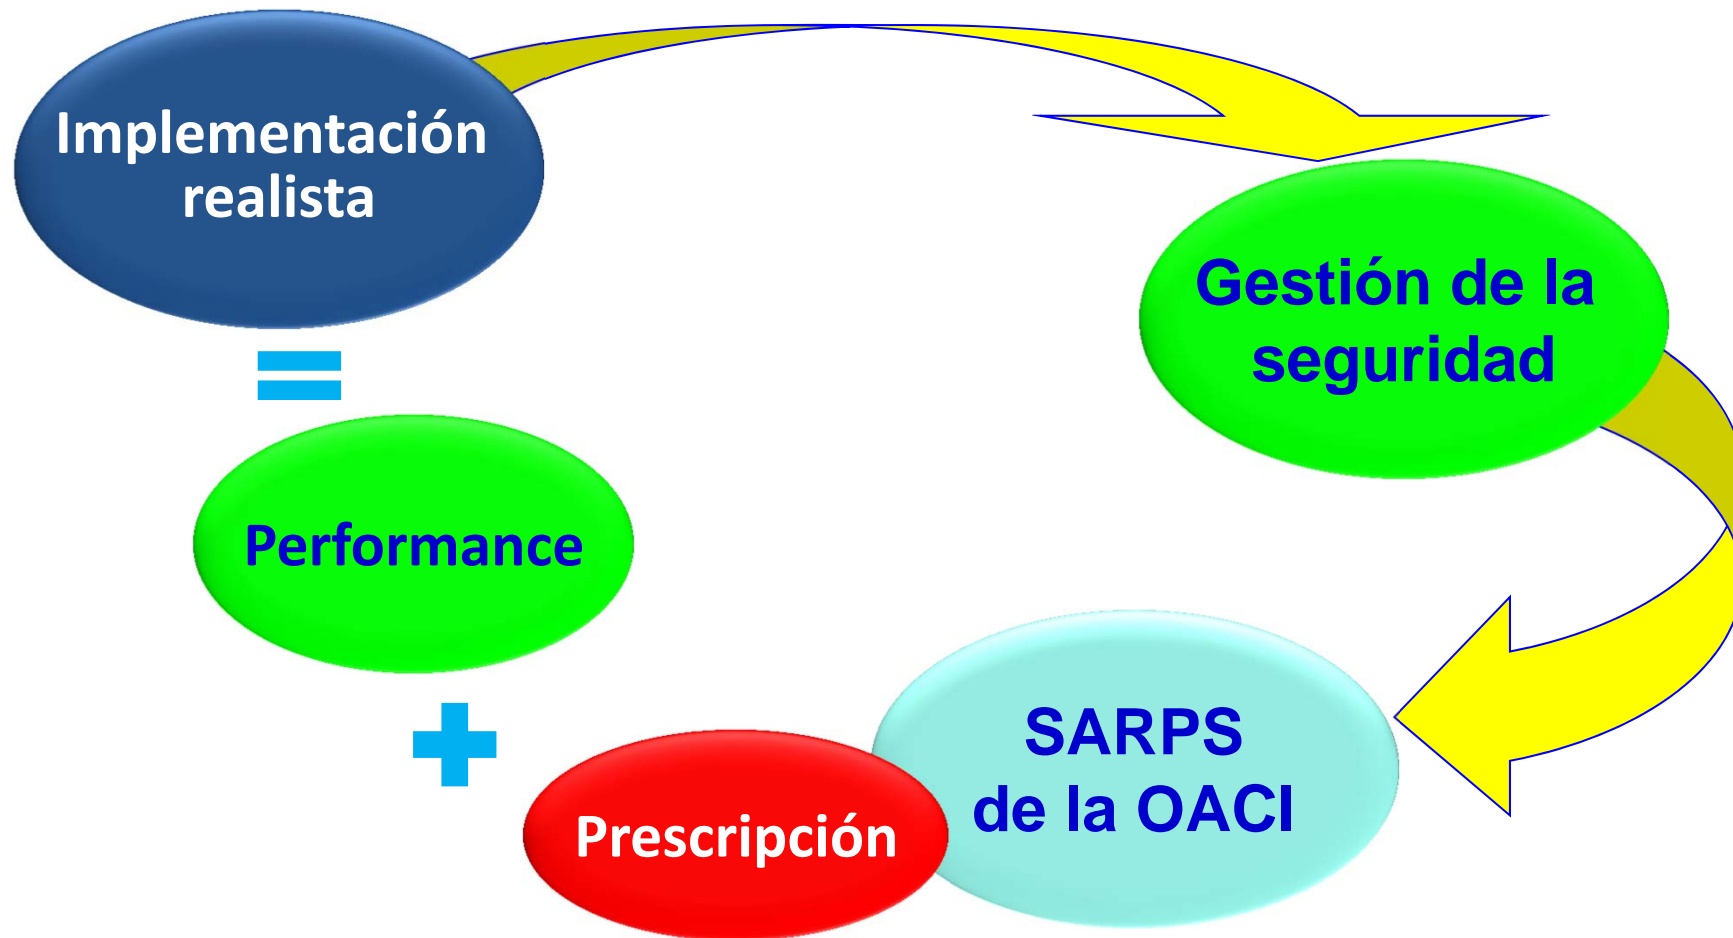 Implementación
realista
Gestión de la
seguridad
=
Performance
+
SARPS
de la OACI
Prescripción